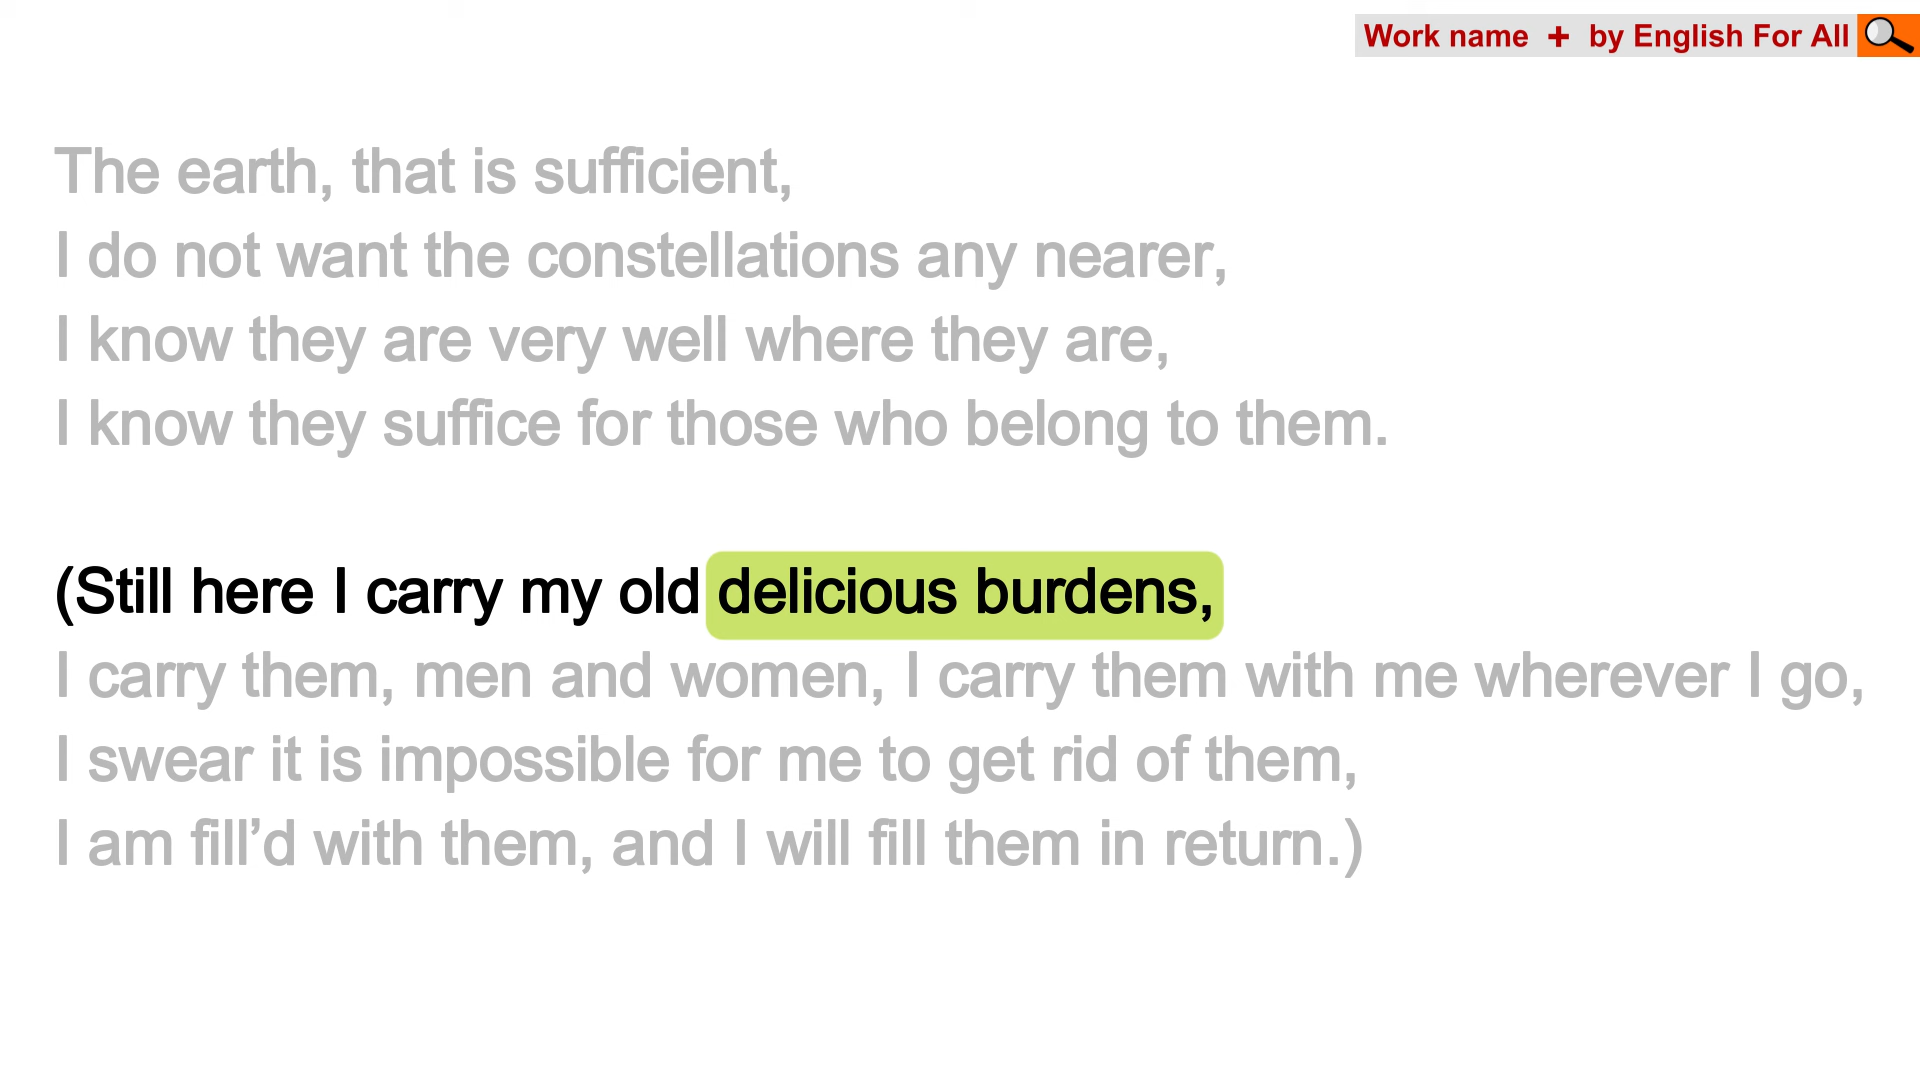 Work name + by English For All
The earth, that is sufficient,
I do not want the constellations any nearer,
I know they are very well where they are,
I know they suffice for those who belong to them.
(Still here I carry my old delicious burdens,
I carry them, men and women, I carry them with me wherever I go,
I swear it is impossible for me to get rid of them,
I am fill’d with them, and I will fill them in return.)